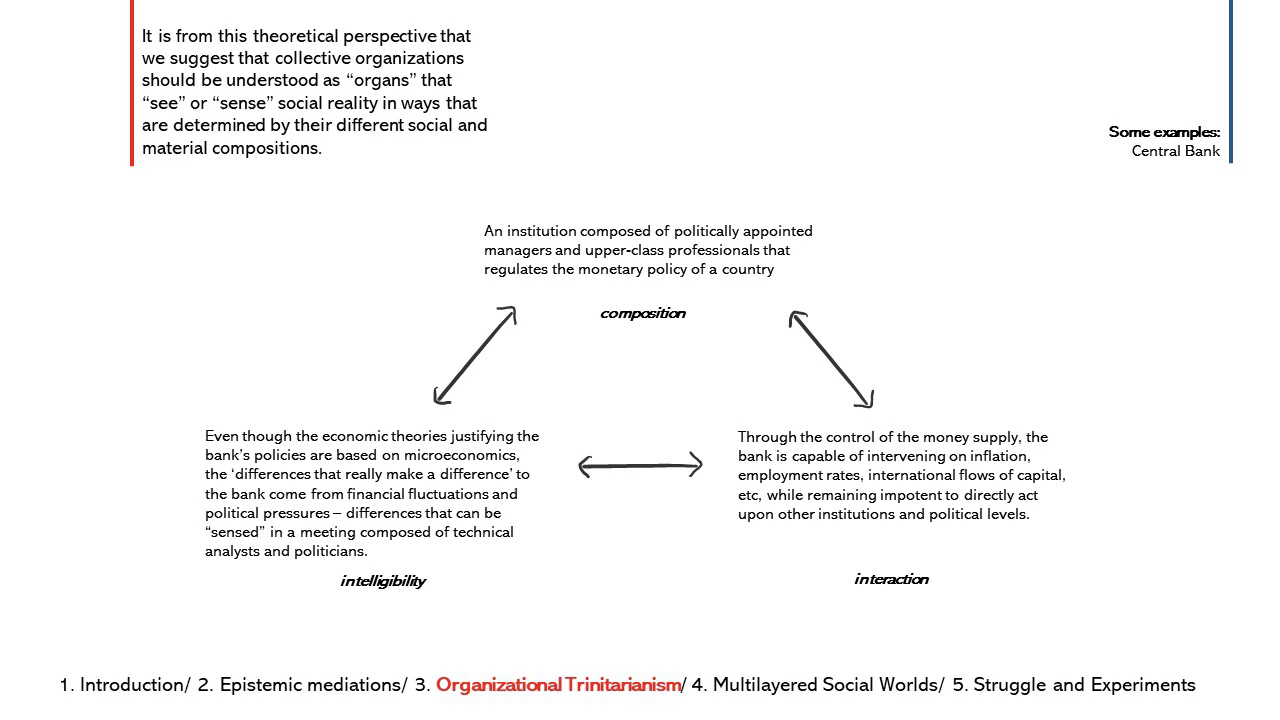 It is from this theoretical perspective that
we suggest that collective organizations
should be understood as “organs” that
“see” or “sense” social reality in ways that
are determined by their different social and
material compositions.
Some examples:
Central Bank
An institution composed of politically appointed
managers and upper-class professionals that
regulates the monetary policy of a country
composition
Even though the economic theories justifying the
bank’s policies are based on microeconomics,
the ‘differences that really make a difference’ to
the bank come from financial fluctuations and
political pressures – differences that can be
“sensed” in a meeting composed of technical
analysts and politicians.
intelligibility
Through the control of the money supply, the
bank is capable of intervening on inflation,
employment rates, international flows of capital,
etc, while remaining impotent to directly act
upon other institutions and political levels.
interaction
1. Introduction/ 2. Epistemic mediations/ 3. Organizational Trinitarianism/ 4. Multilayered Social Worlds/ 5. Struggle and Experiments